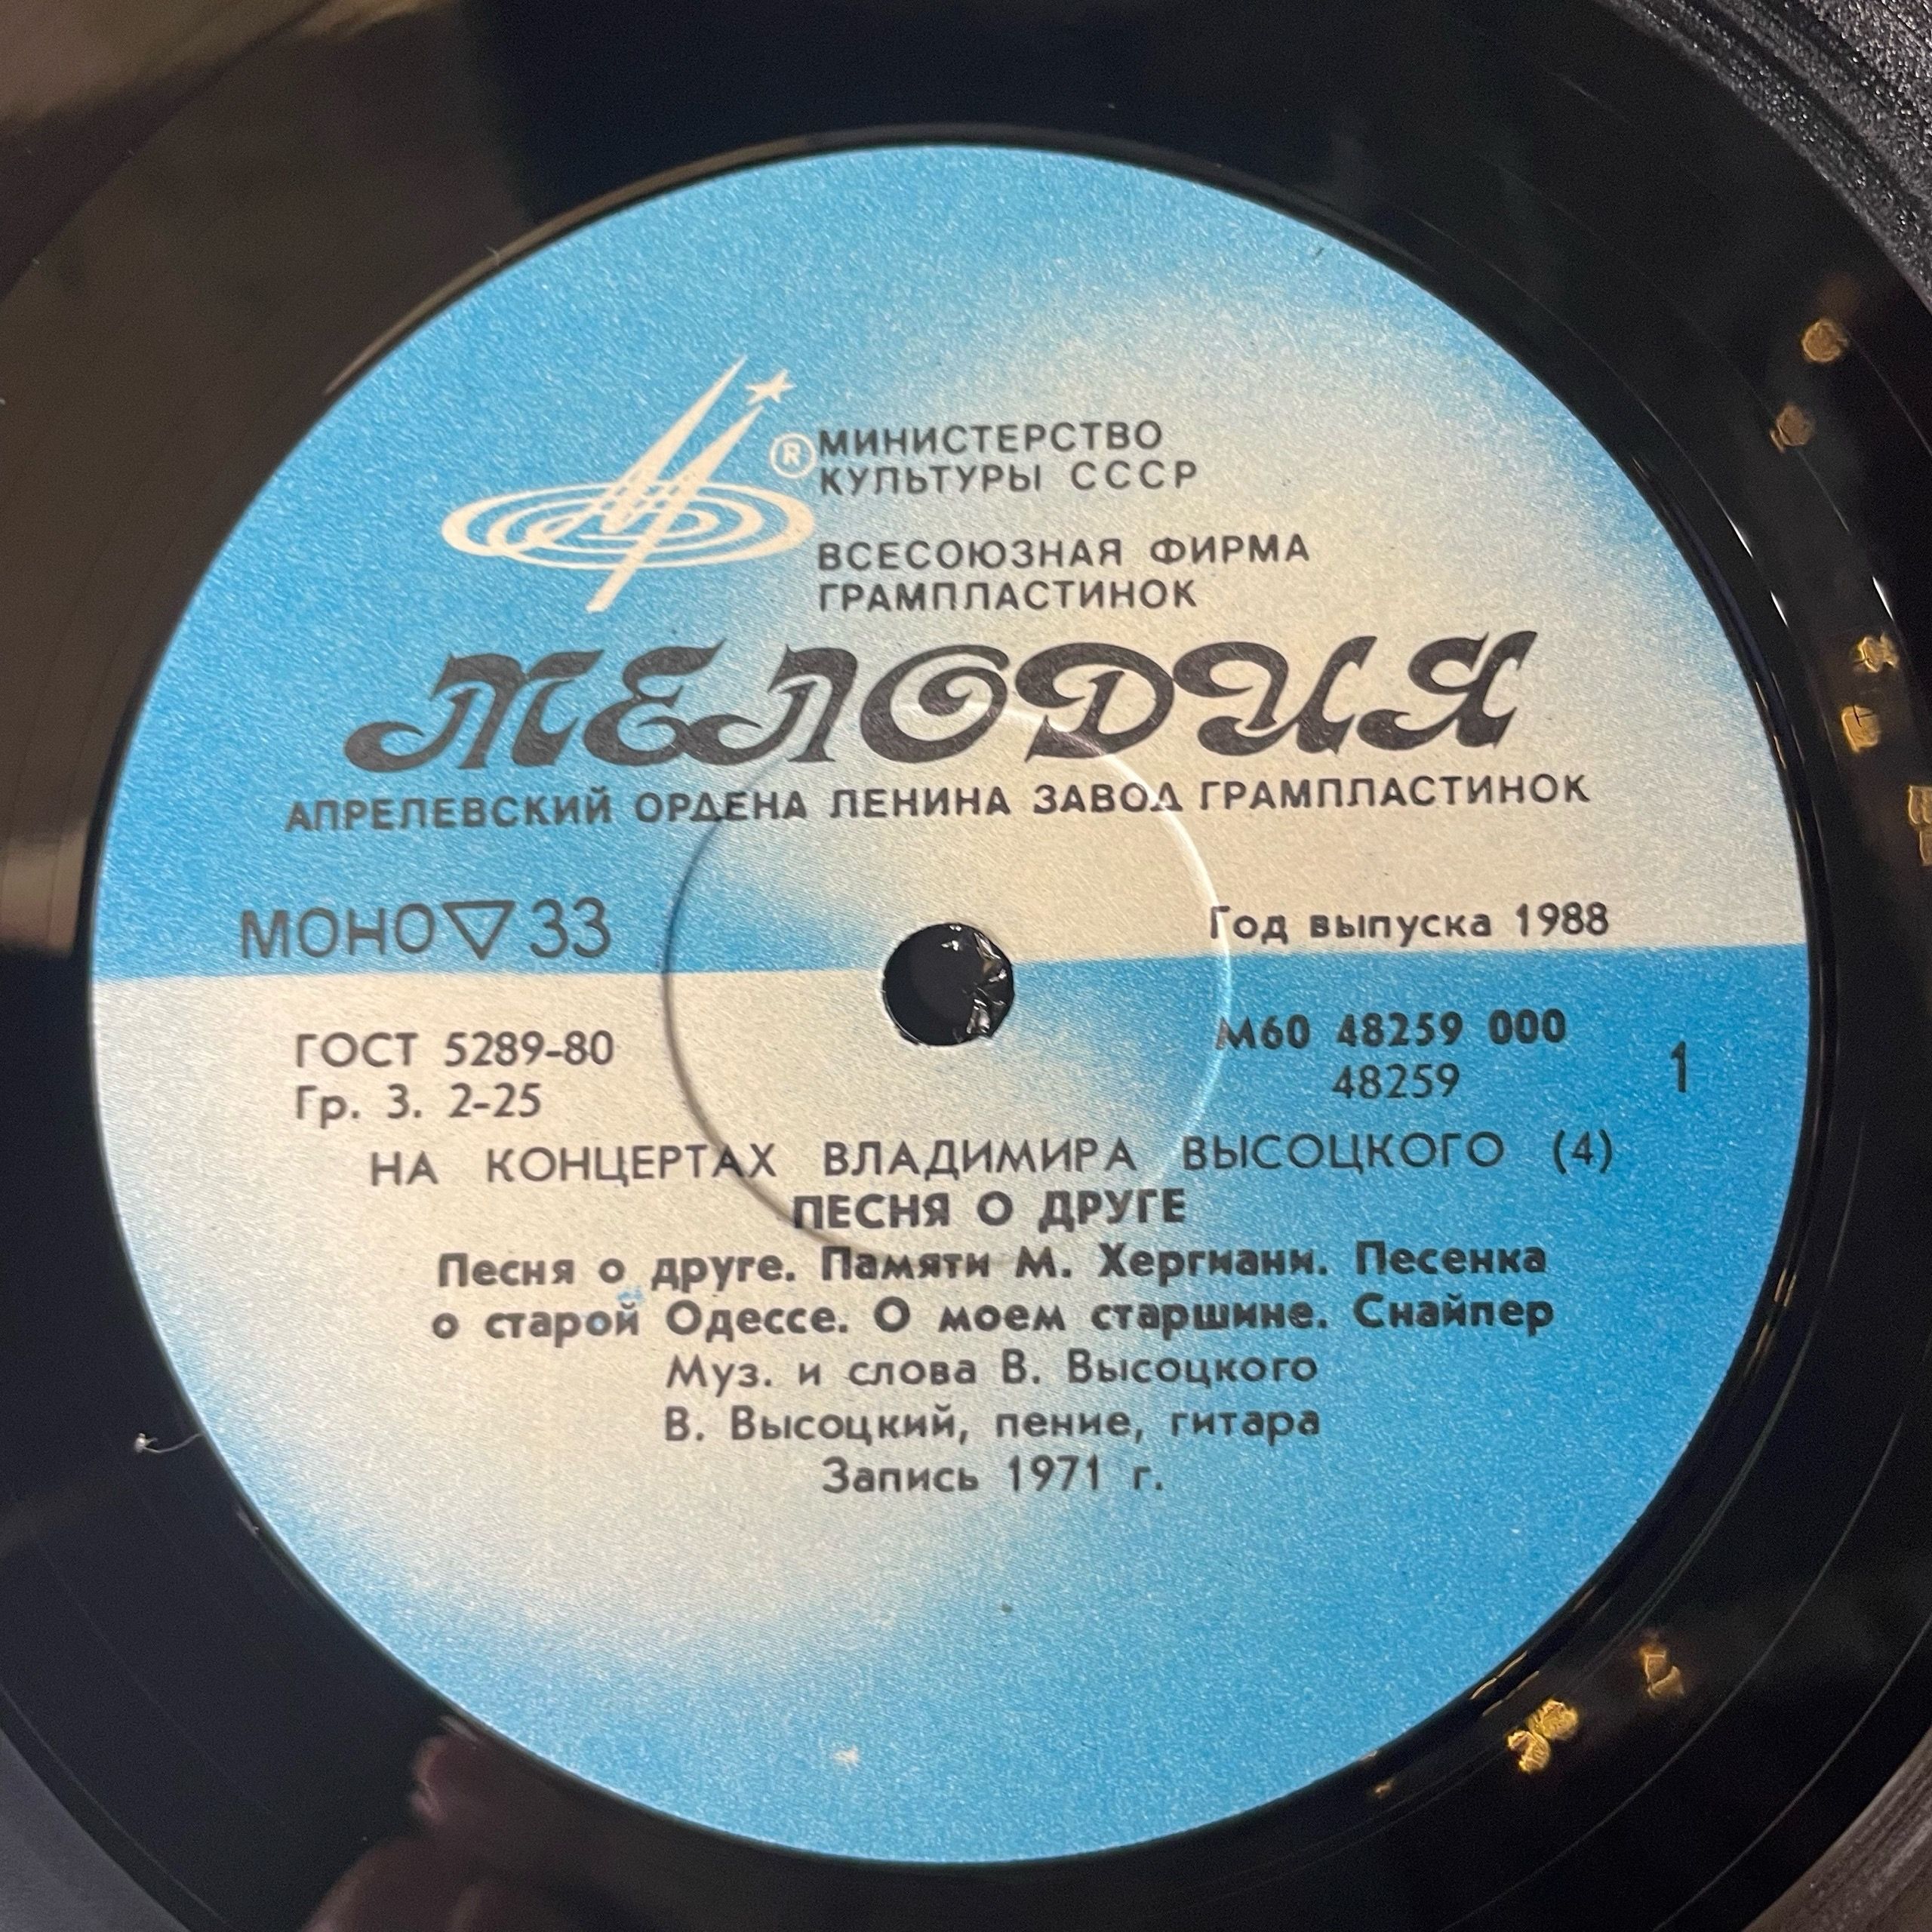 ®
МИНИСТЕРСТВО
КУЛЬТУРЫ СССР
ВСЕСОЮЗНАЯ ФИРМА
ГРАМПЛАСТИНОК
МЕЛОДИЯ
АПРЕЛЕВСКИЙ ОРДЕНА ЛЕНИНА ЗАВОД ГРАМПЛАСТИНОК
МОНО ▽ 33
Год выпуска 1988
ГОСТ 5289-80
Гр. 3. 2-25
М60 48259 000
48259
1
НА КОНЦЕРТАХ ВЛАДИМИРА ВЫСОЦКОГО (4)
ПЕСНЯ О ДРУГЕ
Песня о друге. Памяти М. Хергиани. Песенка
о старой Одессе. О моем старшине. Снайпер
Муз. и слова В. Высоцкого
В. Высоцкий, пение, гитара
Запись 1971 г.